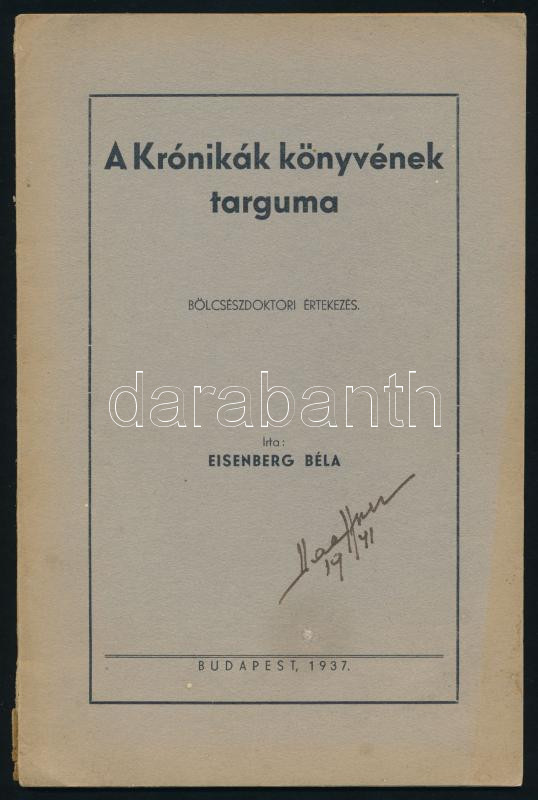 A Krónikák könyvének
targuma
BÖLCSÉSZDOKTORI ÉRTEKEZÉS.
darabanth
Irta:
EISENBERG BÉLA
19 41
BUDAPEST, 1937.